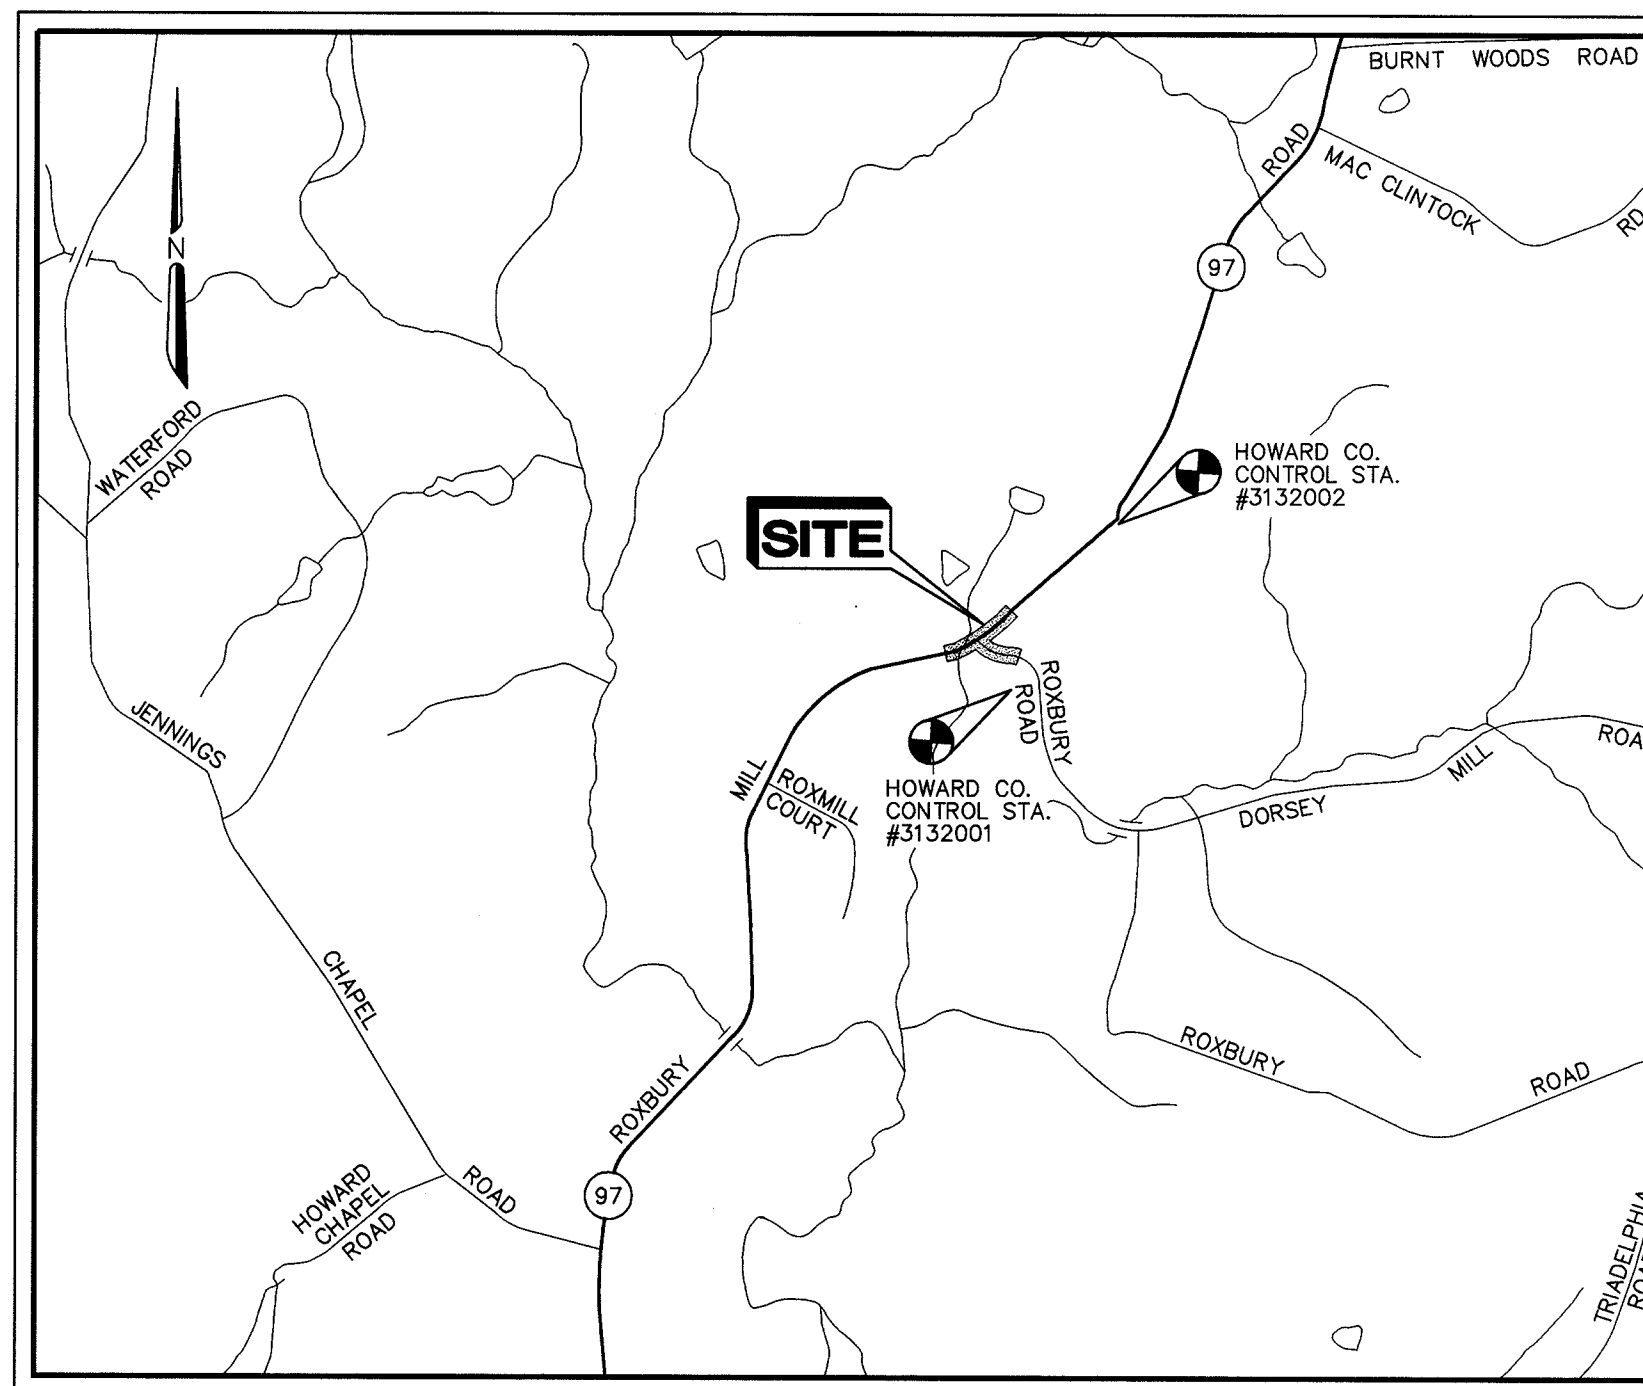 BURNT WOODS ROAD
ROAD
MAC CLINTOCK
RD
N
97
WATERFORD
ROAD
HOWARD CO.
CONTROL STA.
#3132002
SITE
ROXBURY
ROAD
JENNINGS
MILL
ROXMILL
COURT
HOWARD CO.
CONTROL STA.
#3132001
DORSEY
MILL
ROA
CHAPEL
ROXBURY
ROXBURY
ROAD
HOWARD
CHAPEL
ROAD
ROAD
97
TRIADELPHIA